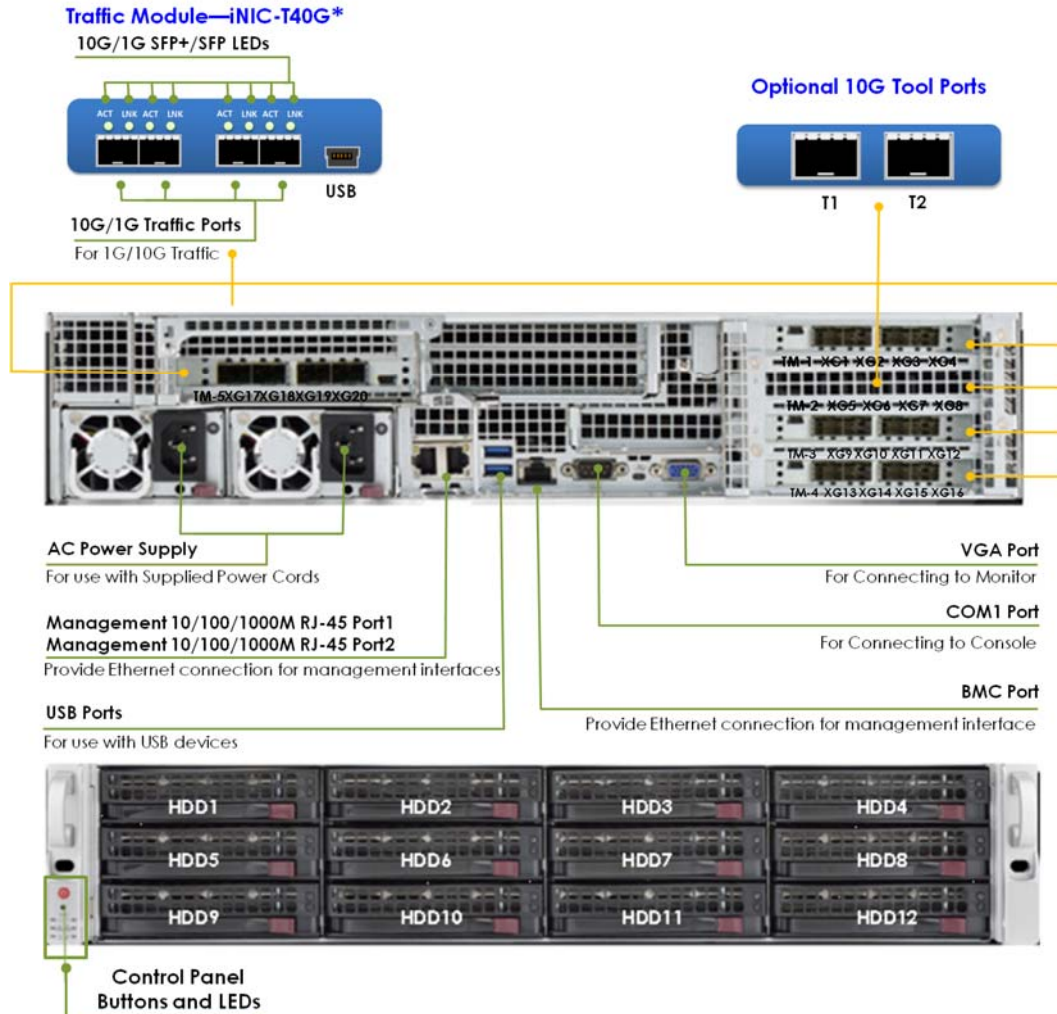 Traffic Module—iNIC-T40G*
10G/1G SFP+/SFP LEDs
ACT LNK ACT LNK ACT LNK ACT LNK
USB
10G/1G Traffic Ports
For 1G/10G Traffic
Optional 10G Tool Ports
T1 T2
TM-1 XG1 XG2 XG3 XG4
TM-5XG17XG18XG19XG20
TM-2 XG5 XG6 XG7 XG8
TM-3 XG9XG10 XG11 XG12
TM-4 XG13XG14 XG15 XG16
AC Power Supply
For use with Supplied Power Cords
Management 10/100/1000M RJ-45 Port1
Management 10/100/1000M RJ-45 Port2
Provide Ethernet connection for management interfaces
USB Ports
For use with USB devices
VGA Port
For Connecting to Monitor
COM1 Port
For Connecting to Console
BMC Port
Provide Ethernet connection for management interface
HDD1 HDD2 HDD3 HDD4
HDD5 HDD6 HDD7 HDD8
HDD9 HDD10 HDD11 HDD12
Control Panel
Buttons and LEDs